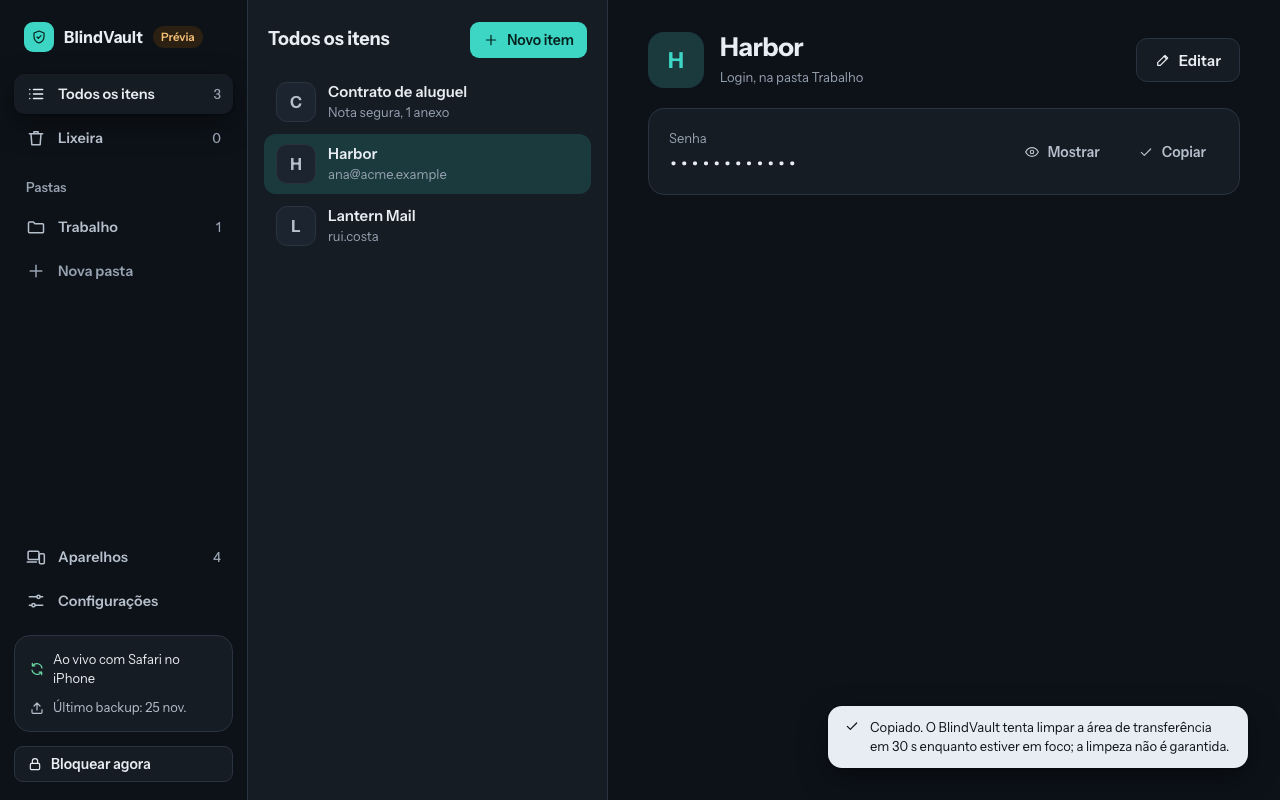 BlindVault
Prévia
Todos os itens
3
Lixeira
0
Pastas
Trabalho
1
Nova pasta
Aparelhos
4
Configurações
Ao vivo com Safari no
iPhone
Último backup: 25 nov.
Bloquear agora
Todos os itens
Novo item
C
Contrato de aluguel
Nota segura, 1 anexo
H
Harbor
ana@acme.example
L
Lantern Mail
rui.costa
H
Harbor
Login, na pasta Trabalho
Editar
Senha
••••••••••••
Mostrar
Copiar
Copiado. O BlindVault tenta limpar a área de transferência
em 30 s enquanto estiver em foco; a limpeza não é garantida.